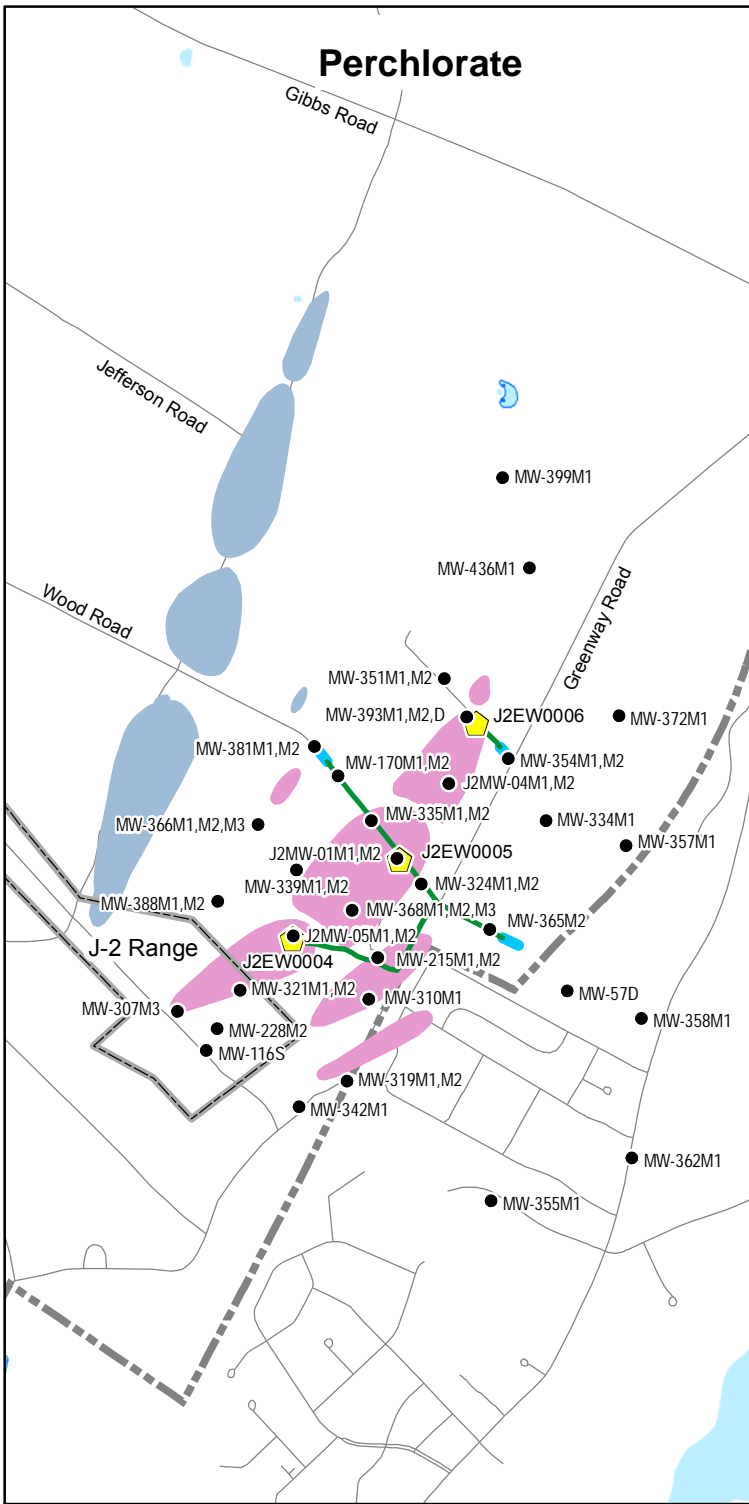 Perchlorate
Gibbs Road
Jefferson Road
MW-399M1
MW-436M1
Wood Road
Greenway Road
MW-351M1,M2
MW-393M1,M2,D
J2EW0006
MW-372M1
MW-381M1,M2
MW-354M1,M2
MW-170M1,M2
J2MW-04M1,M2
MW-335M1,M2
MW-334M1
MW-366M1,M2,M3
MW-357M1
J2MW-01M1,M2
J2EW0005
MW-339M1,M2
MW-324M1,M2
MW-388M1,M2
MW-368M1,M2,M3
MW-365M2
J2MW-05M1,M2
J-2 Range
J2EW0004
MW-215M1,M2
MW-321M1,M2
MW-310M1
MW-57D
MW-307M3
MW-358M1
MW-228M2
MW-116S
MW-319M1,M2
MW-342M1
MW-362M1
MW-355M1